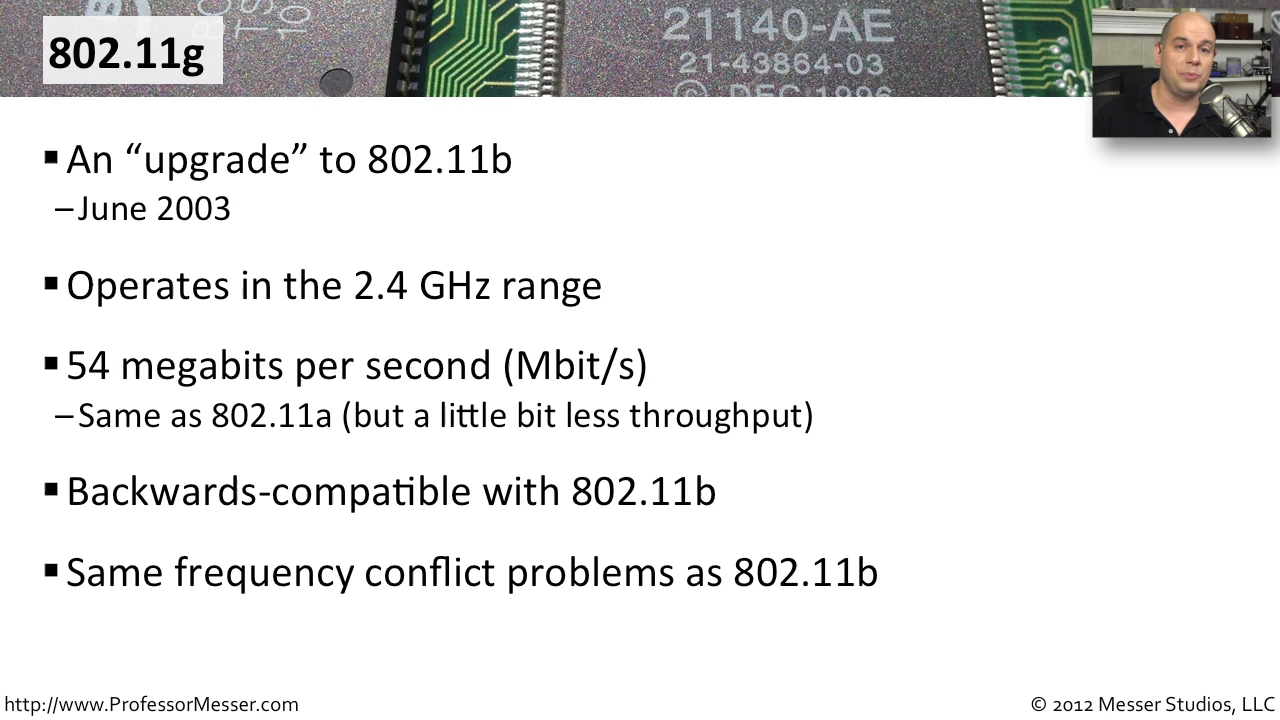 802.11g
21140-AE
21-43864-03
© DEC 1996
▪ An “upgrade” to 802.11b
– June 2003
▪ Operates in the 2.4 GHz range
▪ 54 megabits per second (Mbit/s)
– Same as 802.11a (but a little bit less throughput)
▪ Backwards-compatible with 802.11b
▪ Same frequency conflict problems as 802.11b
http://www.ProfessorMesser.com
© 2012 Messer Studios, LLC